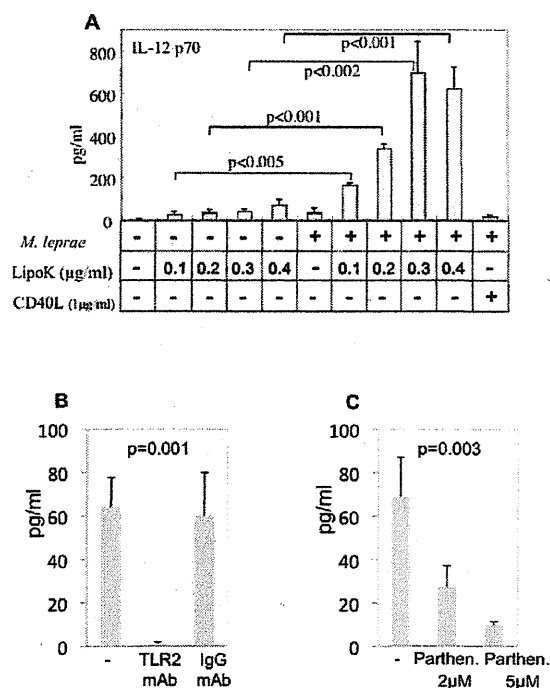 A
IL-12 p70
800
600
400
200
0
pg/ml
p<0.001
p<0.002
p<0.001
p<0.005
M. leprae - - - - - + + + + + +
LipoK (µg/ml) - 0.1 0.2 0.3 0.4 - 0.1 0.2 0.3 0.4 -
CD40L (1µg/ml) - - - - - - - - - - +
B
p=0.001
100
80
60
40
20
0
pg/ml
- TLR2 IgG
mAb mAb
C
p=0.003
100
80
60
40
20
0
pg/ml
- Parthen. Parthen.
2µM 5µM